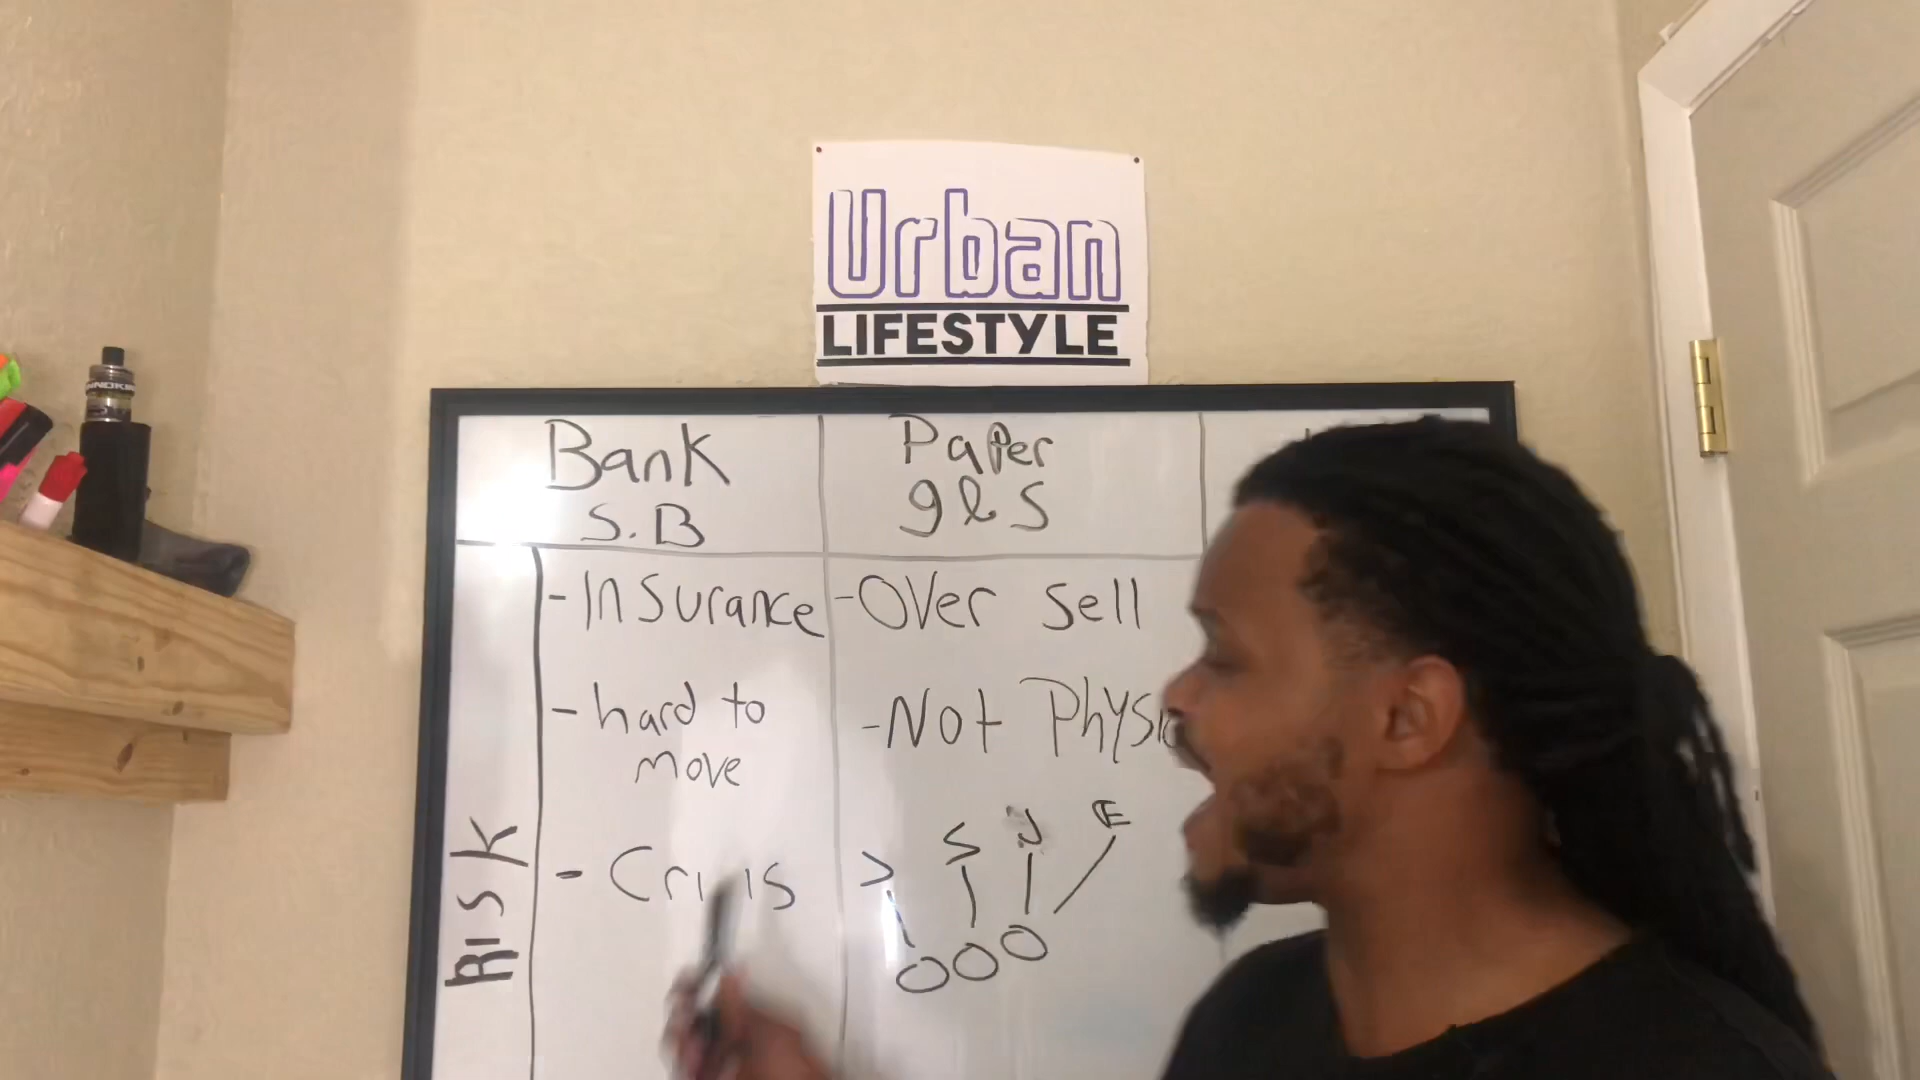 Urban
LIFESTYLE
Bank
S.B
Paper
g & S
RISK
- Insurance
- hard to
move
- Crisis
- Over Sell
- Not Physic
> S J E